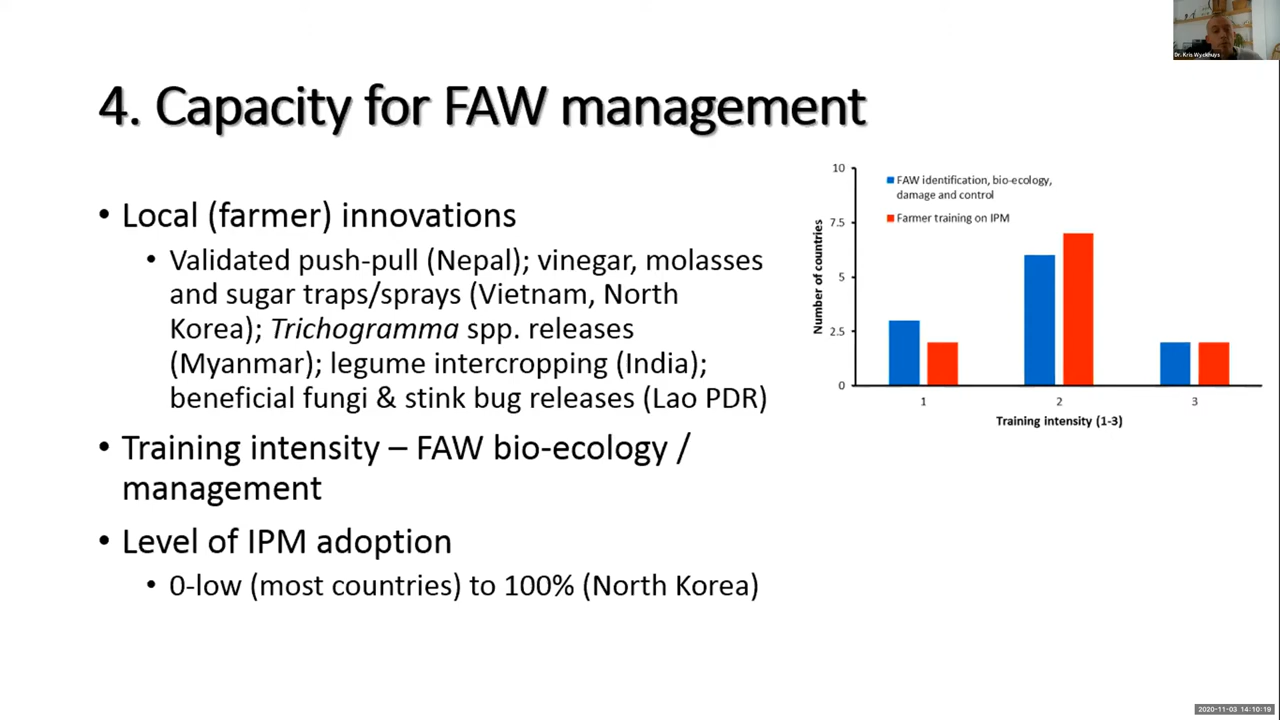 Dr. Kris Wyckhuys
4. Capacity for FAW management
• Local (farmer) innovations
• Validated push-pull (Nepal); vinegar, molasses
and sugar traps/sprays (Vietnam, North
Korea); Trichogramma spp. releases
(Myanmar); legume intercropping (India);
beneficial fungi & stink bug releases (Lao PDR)
• Training intensity – FAW bio-ecology /
management
• Level of IPM adoption
• 0-low (most countries) to 100% (North Korea)
FAW identification, bio-ecology,
damage and control
Farmer training on IPM
Number of countries
10
7.5
5
2.5
0
1 2 3
Training intensity (1-3)
2020-11-03 14:10:19